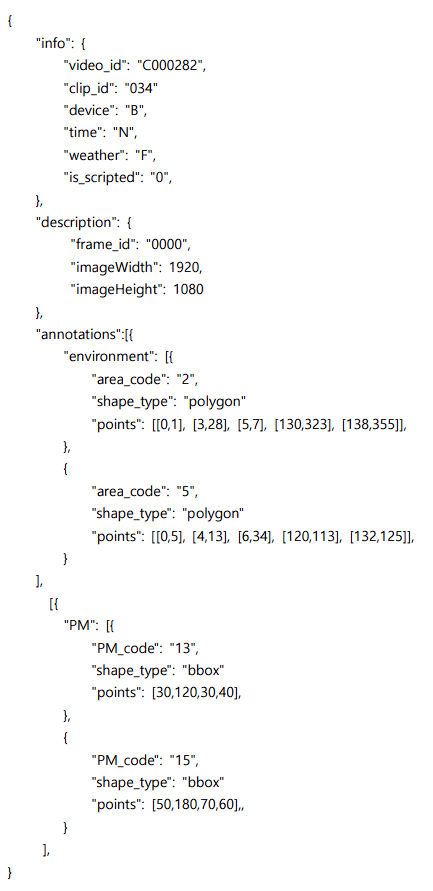 {
"info": {
"video_id": "C000282",
"clip_id": "034"
"device": "B",
"time": "N",
"weather": "F",
"is_scripted": "0",
},
"description": {
"frame_id": "0000",
"imageWidth": 1920,
"imageHeight": 1080
},
"annotations":[{
"environment": [{
"area_code": "2",
"shape_type": "polygon"
"points": [[0,1], [3,28], [5,7], [130,323], [138,355]],
},
{
"area_code": "5",
"shape_type": "polygon"
"points": [[0,5], [4,13], [6,34], [120,113], [132,125]],
}
],
[{
"PM": [{
"PM_code": "13",
"shape_type": "bbox"
"points": [30,120,30,40],
},
{
"PM_code": "15",
"shape_type": "bbox"
"points": [50,180,70,60],,
}
],
}